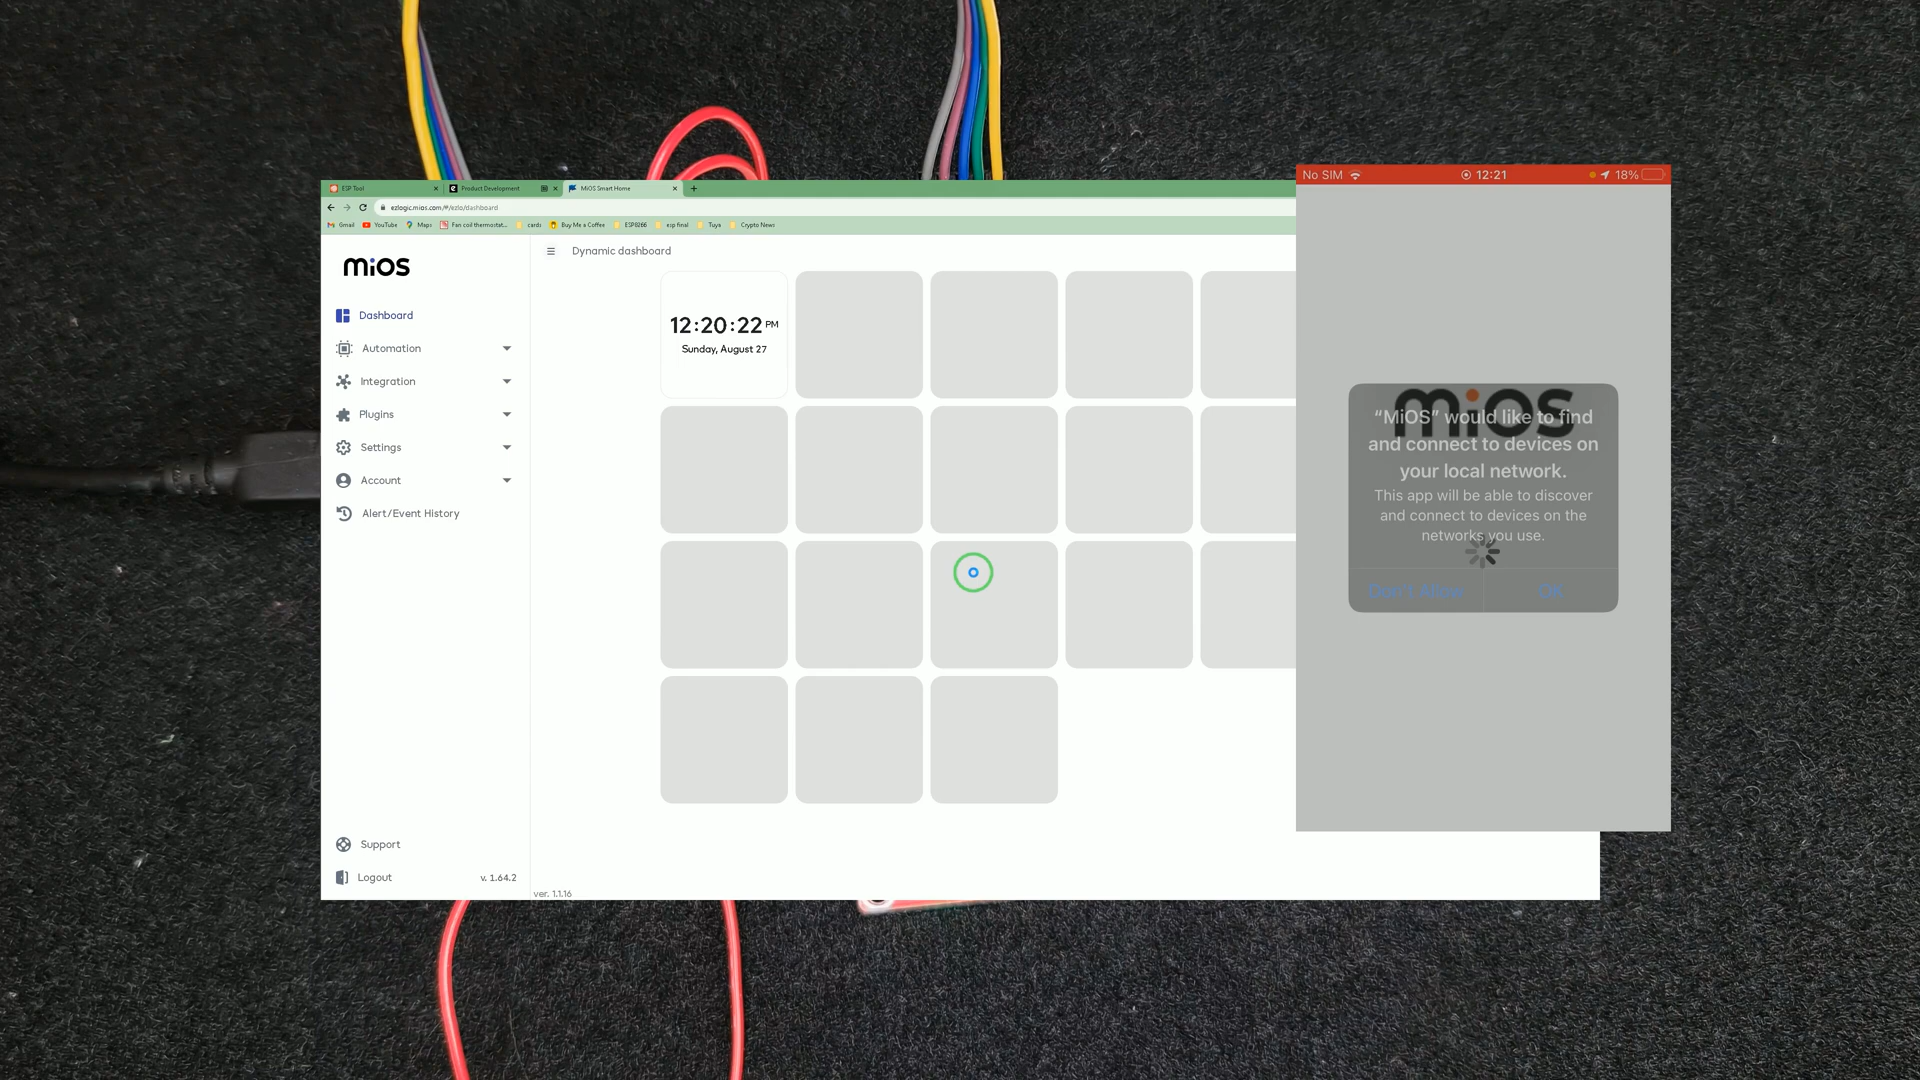 ESP Tool
Product Development
MiOS Smart Home
ezlogic.mios.com/#/ezlo/dashboard
Gmail
YouTube
Maps
Fan coil thermostat...
cards
Buy Me a Coffee
ESP8266
esp final
Tuya
Crypto News
mios
Dynamic dashboard
Dashboard
Automation
Integration
Plugins
Settings
Account
Alert/Event History
Support
Logout
v. 1.64.2
ver. 1.1.16
12:20:22 PM
Sunday, August 27
No SIM
12:21
18%
mios
“MiOS” would like to find
and connect to devices on
your local network.
This app will be able to discover
and connect to devices on the
networks you use.
Don't Allow
OK